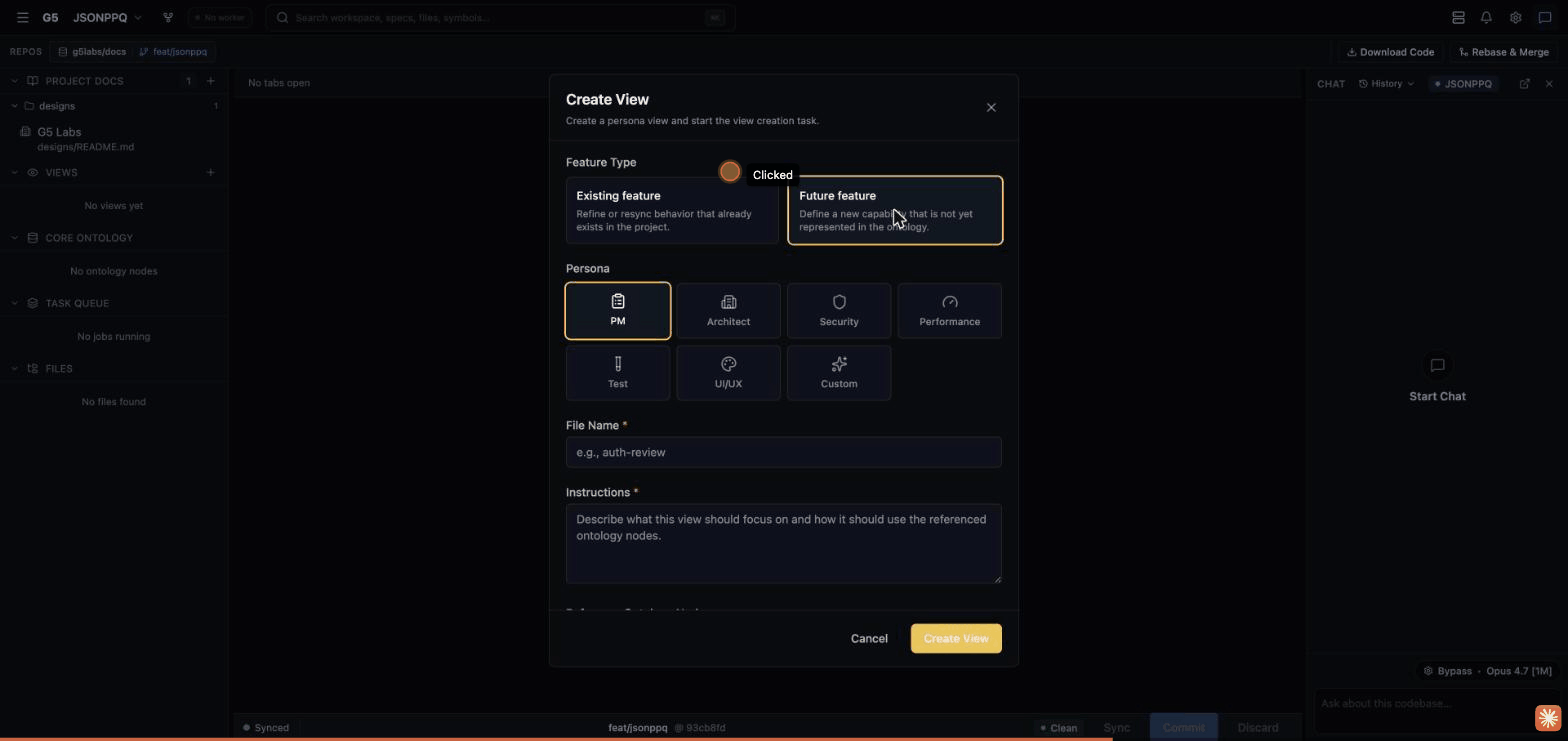 G5 JSONPPQ
No worker
Search workspace, specs, files, symbols...
REPOS g5labs/docs feat/jsonppq
Download Code
Rebase & Merge
PROJECT DOCS 1
designs 1
G5 Labs
designs/README.md
VIEWS
No views yet
CORE ONTOLOGY
No ontology nodes
TASK QUEUE
No jobs running
FILES
No files found
No tabs open
Create View
Create a persona view and start the view creation task.
Feature Type
Clicked
Existing feature
Refine or resync behavior that already
exists in the project.
Future feature
Define a new capability that is not yet
represented in the ontology.
Persona
PM
Architect
Security
Performance
Test
UI/UX
Custom
File Name *
e.g., auth-review
Instructions *
Describe what this view should focus on and how it should use the referenced
ontology nodes.
Cancel
Create View
CHAT History JSONPPQ
Start Chat
Bypass · Opus 4.7 [1M]
Ask about this codebase...
Synced
feat/jsonppq @ 93cb8fd
Clean
Sync
Commit
Discard